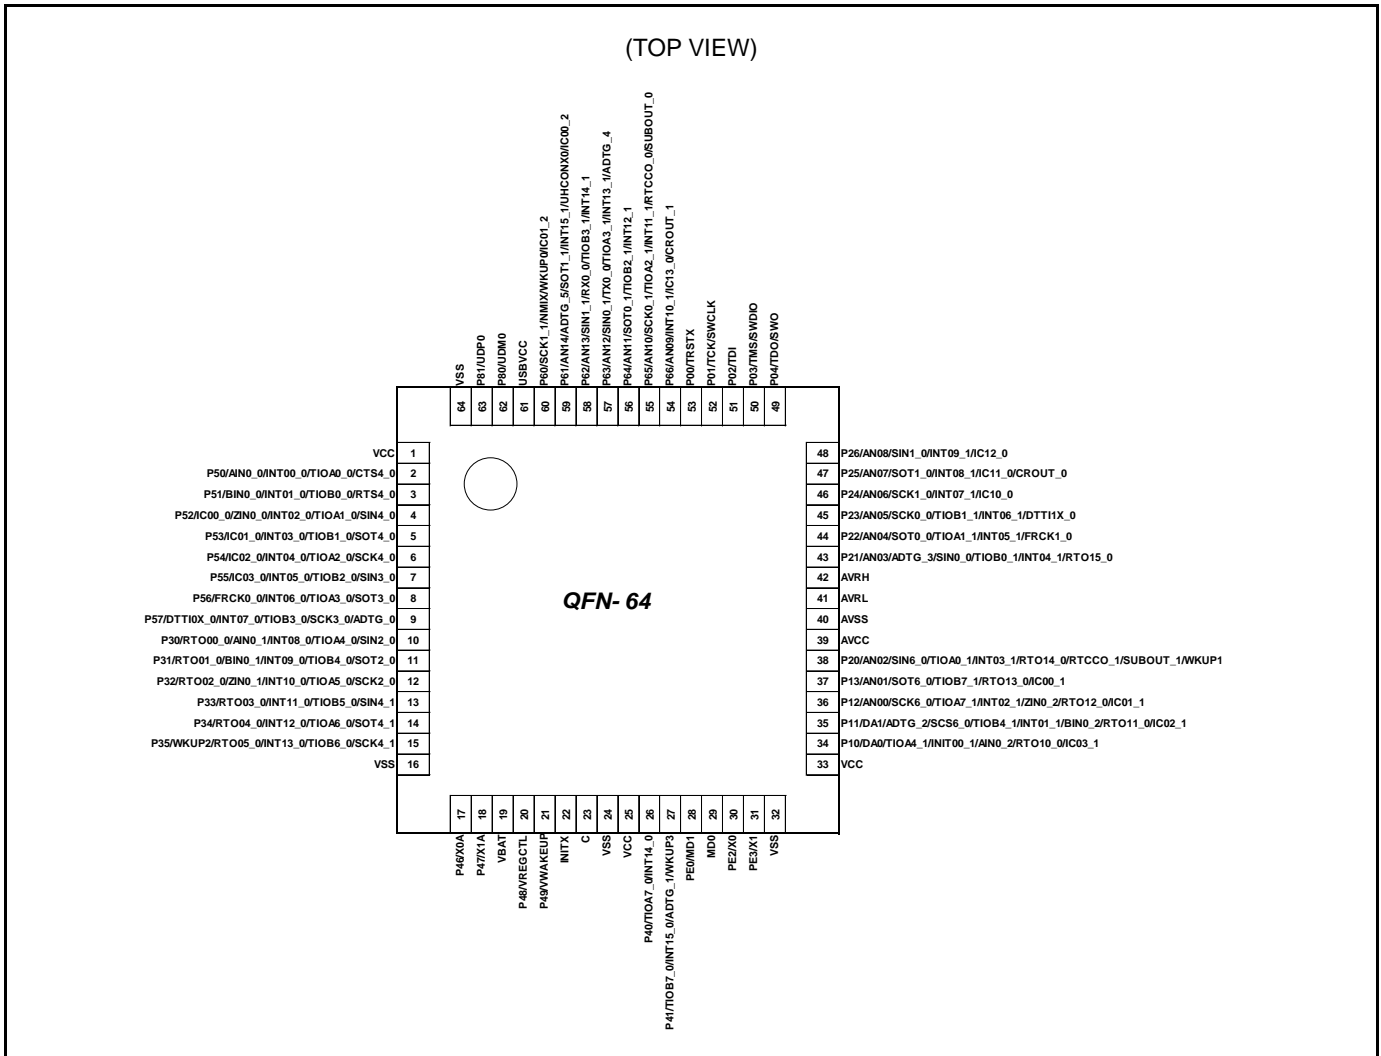 (TOP VIEW)
VSS
P81/UDP0
P80/UDM0
USBVCC
P60/SCK1_1/NMIX/WKUP0/IC01_2
P61/AN14/ADTG_5/SOT1_1/INT15_1/UHCONX0/IC00_2
P62/AN13/SIN1_1/RX0_0/TIOB3_1/INT14_1
P63/AN12/SIN0_1/TX0_0/TIOA3_1/INT13_1/ADTG_4
P64/AN11/SOT0_1/TIOB2_1/INT12_1
P65/AN10/SCK0_1/TIOA2_1/INT11_1/RTCCO_0/SUBOUT_0
P66/AN09/INT10_1/IC13_0/CROUT_1
P00/TRSTX
P01/TCK/SWCLK
P02/TDI
P03/TMS/SWDIO
P04/TDO/SWO
64 63 62 61 60 59 58 57 56 55 54 53 52 51 50 49
VCC 1
P50/AIN0_0/INT00_0/TIOA0_0/CTS4_0 2
P51/BIN0_0/INT01_0/TIOB0_0/RTS4_0 3
P52/IC00_0/ZIN0_0/INT02_0/TIOA1_0/SIN4_0 4
P53/IC01_0/INT03_0/TIOB1_0/SOT4_0 5
P54/IC02_0/INT04_0/TIOA2_0/SCK4_0 6
P55/IC03_0/INT05_0/TIOB2_0/SIN3_0 7
P56/FRCK0_0/INT06_0/TIOA3_0/SOT3_0 8
P57/DTTI0X_0/INT07_0/TIOB3_0/SCK3_0/ADTG_0 9
P30/RTO00_0/AIN0_1/INT08_0/TIOA4_0/SIN2_0 10
P31/RTO01_0/BIN0_1/INT09_0/TIOB4_0/SOT2_0 11
P32/RTO02_0/ZIN0_1/INT10_0/TIOA5_0/SCK2_0 12
P33/RTO03_0/INT11_0/TIOB5_0/SIN4_1 13
P34/RTO04_0/INT12_0/TIOA6_0/SOT4_1 14
P35/WKUP2/RTO05_0/INT13_0/TIOB6_0/SCK4_1 15
VSS 16
QFN- 64
48 P26/AN08/SIN1_0/INT09_1/IC12_0
47 P25/AN07/SOT1_0/INT08_1/IC11_0/CROUT_0
46 P24/AN06/SCK1_0/INT07_1/IC10_0
45 P23/AN05/SCK0_0/TIOB1_1/INT06_1/DTTI1X_0
44 P22/AN04/SOT0_0/TIOA1_1/INT05_1/FRCK1_0
43 P21/AN03/ADTG_3/SIN0_0/TIOB0_1/INT04_1/RTO15_0
42 AVRH
41 AVRL
40 AVSS
39 AVCC
38 P20/AN02/SIN6_0/TIOA0_1/INT03_1/RTO14_0/RTCCO_1/SUBOUT_1/WKUP1
37 P13/AN01/SOT6_0/TIOB7_1/RTO13_0/IC00_1
36 P12/AN00/SCK6_0/TIOA7_1/INT02_1/ZIN0_2/RTO12_0/IC01_1
35 P11/DA1/ADTG_2/SCS6_0/TIOB4_1/INT01_1/BIN0_2/RTO11_0/IC02_1
34 P10/DA0/TIOA4_1/INIT00_1/AIN0_2/RTO10_0/IC03_1
33 VCC
17 18 19 20 21 22 23 24 25 26 27 28 29 30 31 32
P46/X0A
P47/X1A
VBAT
P48/VREGCTL
P49/VWAKEUP
INITX
C
VSS
VCC
P40/TIOA7_0/INT14_0
P41/TIOB7_0/INT15_0/ADTG_1/WKUP3
PE0/MD1
MD0
PE2/X0
PE3/X1
VSS